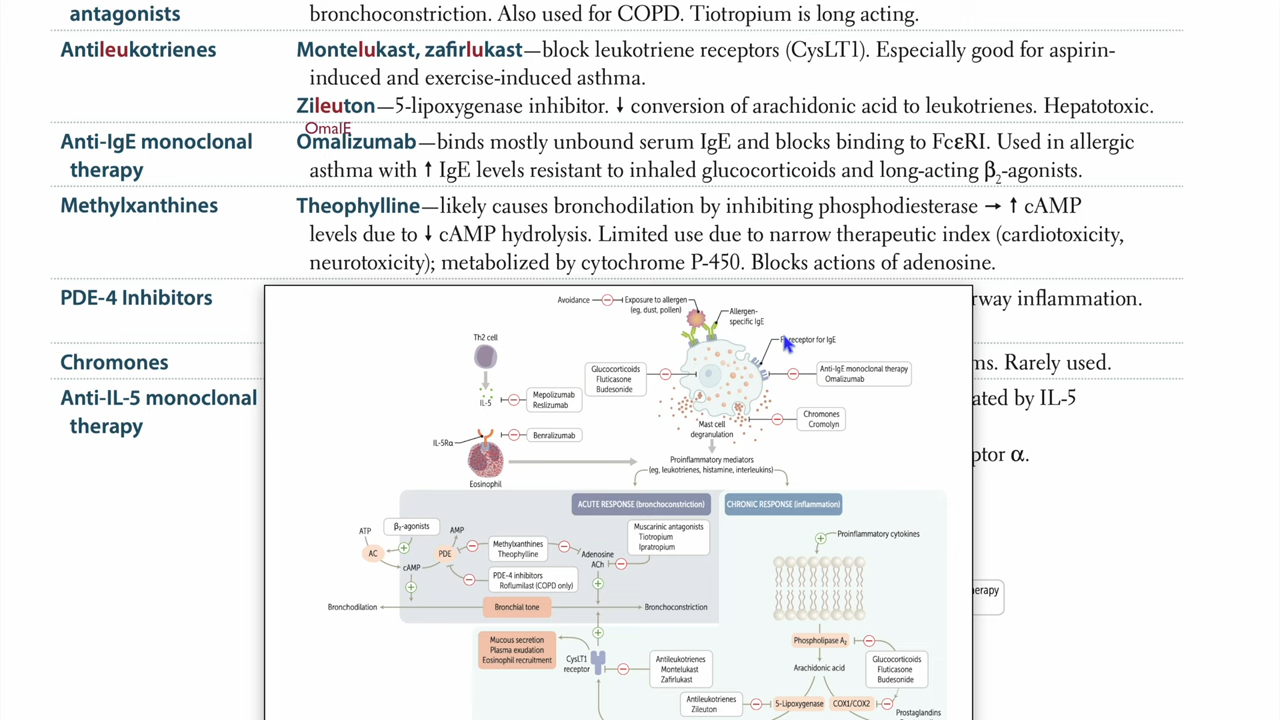 antagonists
bronchoconstriction. Also used for COPD. Tiotropium is long acting.
Antileukotrienes
Montelukast, zafirlukast—block leukotriene receptors (CysLT1). Especially good for aspirin-
induced and exercise-induced asthma.
Zileuton—5-lipoxygenase inhibitor. ↓ conversion of arachidonic acid to leukotrienes. Hepatotoxic.
OmalE
Anti-IgE monoclonal
therapy
Omalizumab—binds mostly unbound serum IgE and blocks binding to FcεRI. Used in allergic
asthma with ↑ IgE levels resistant to inhaled glucocorticoids and long-acting β2-agonists.
Methylxanthines
Theophylline—likely causes bronchodilation by inhibiting phosphodiesterase → ↑ cAMP
levels due to ↓ cAMP hydrolysis. Limited use due to narrow therapeutic index (cardiotoxicity,
neurotoxicity); metabolized by cytochrome P-450. Blocks actions of adenosine.
PDE-4 Inhibitors
rway inflammation.
Chromones
ms. Rarely used.
Anti-IL-5 monoclonal
therapy
ated by IL-5
ptor α.
erapy
Avoidance
Exposure to allergen
(eg, dust, pollen)
Allergen-
specific IgE
Th2 cell
receptor for IgE
Glucocorticoids
Fluticasone
Budesonide
Anti-IgE monoclonal therapy
Omalizumab
IL-5
Mepolizumab
Reslizumab
Chromones
Cromolyn
Mast cell
degranulation
IL-5Rα
Benralizumab
Eosinophil
Proinflammatory mediators
(eg, leukotrienes, histamine, interleukins)
ACUTE RESPONSE (bronchoconstriction)
CHRONIC RESPONSE (inflammation)
ATP
β2-agonists
AMP
AC
PDE
cAMP
Methylxanthines
Theophylline
Adenosine
ACh
Muscarinic antagonists
Tiotropium
Ipratropium
PDE-4 inhibitors
Roflumilast (COPD only)
Bronchodilation
Bronchial tone
Bronchoconstriction
Proinflammatory cytokines
Mucous secretion
Plasma exudation
Eosinophil recruitment
CysLT1
receptor
Antileukotrienes
Montelukast
Zafirlukast
Phospholipase A2
Arachidonic acid
Glucocorticoids
Fluticasone
Budesonide
Antileukotrienes
Zileuton
5-Lipoxygenase
COX1/COX2
Prostaglandins